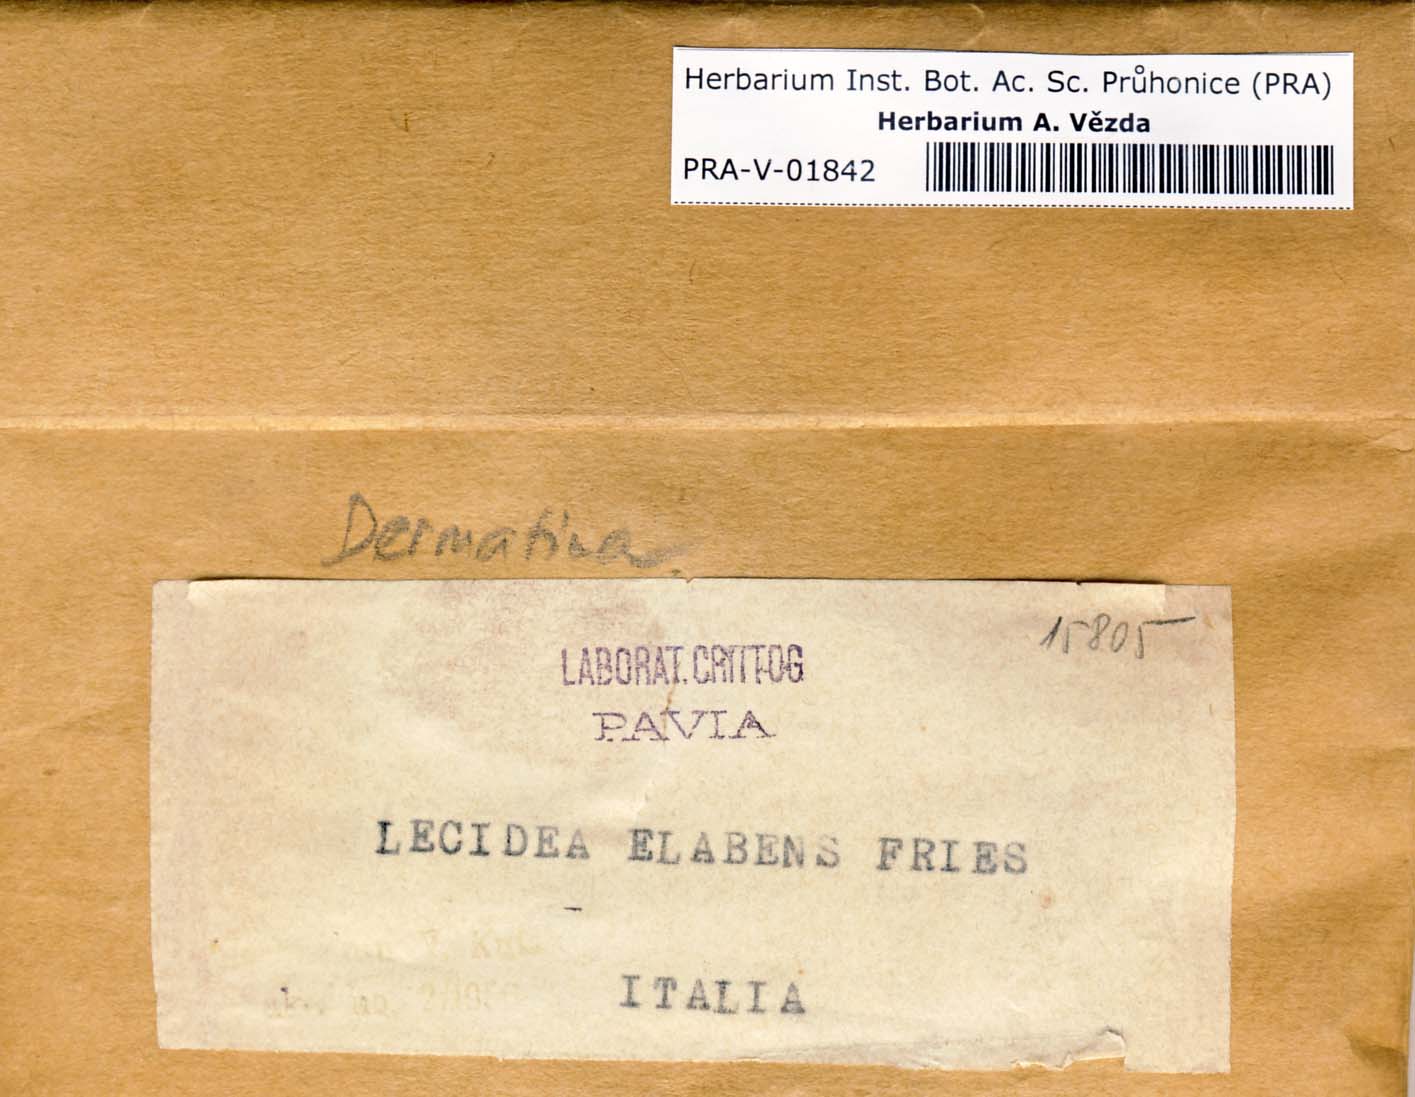 Herbarium Inst. Bot. Ac. Sc. Průhonice (PRA)
Herbarium A. Vězda
PRA-V-01842
Dermatina
15805
LABORAT. CRITTOG
PAVIA
LECIDEA ELABENS FRIES
-
ITALIA